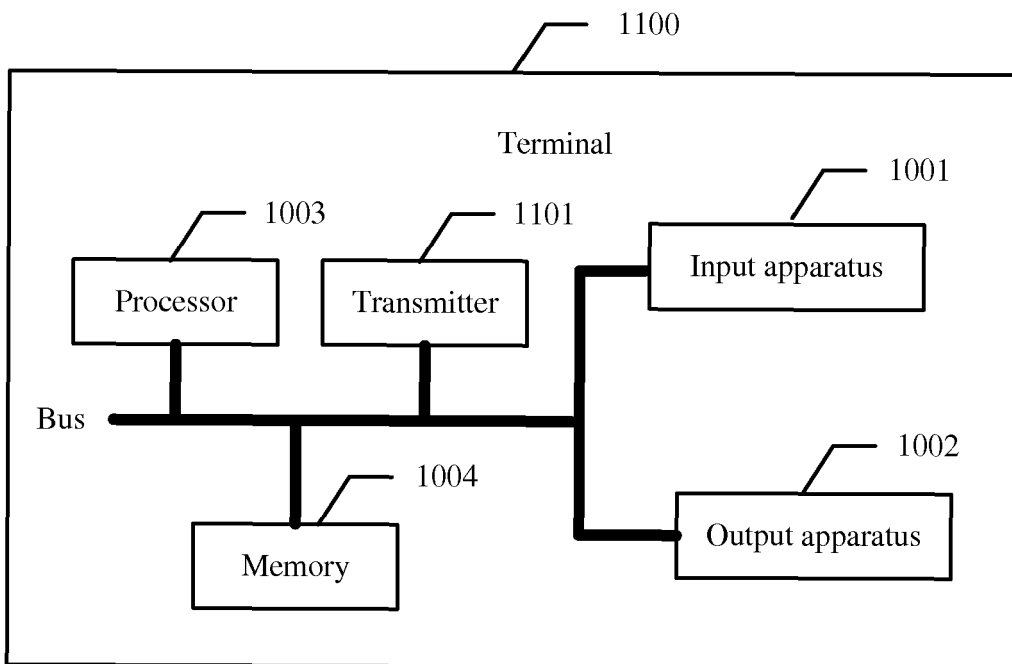 1100
Terminal
1001
1003
1101
Input apparatus
Processor
Transmitter
Bus
1002
1004
Output apparatus
Memory